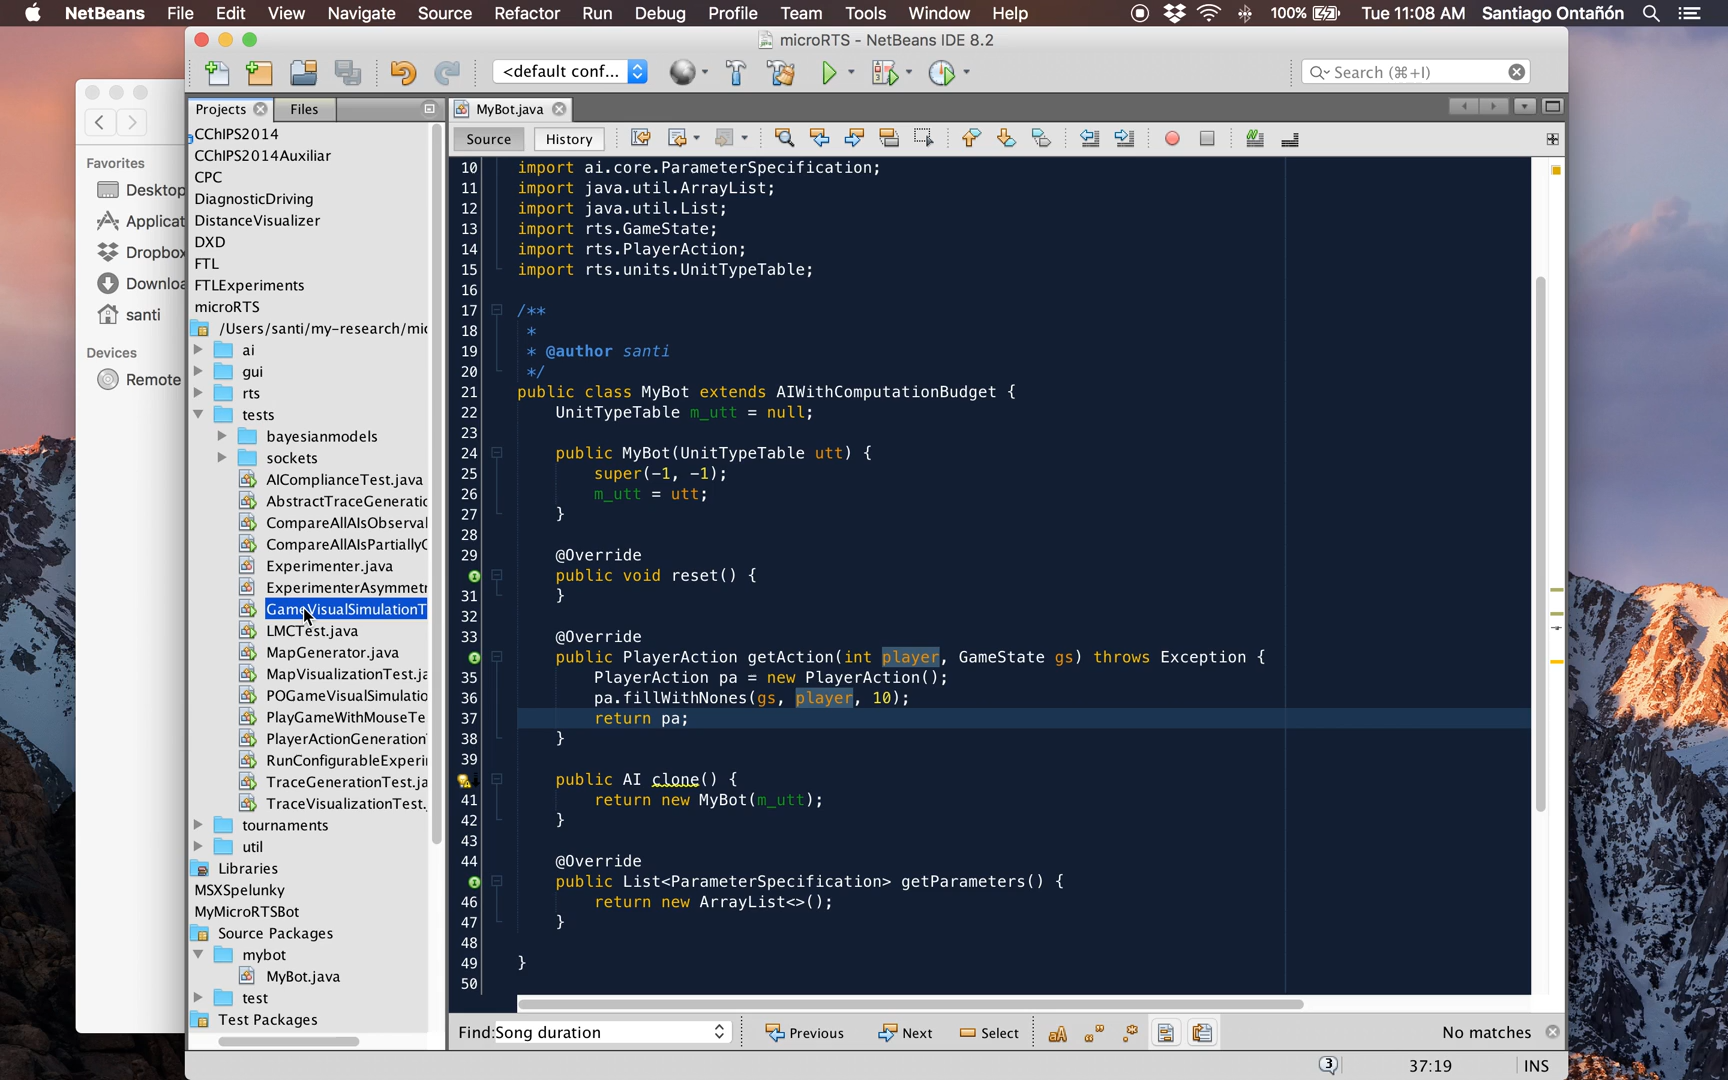 NetBeans File Edit View Navigate Source Refactor Run Debug Profile Team Tools Window Help 100% Tue 11:08 AM Santiago Ontañón
microRTS - NetBeans IDE 8.2
<default conf... Search (⌘+I)
Projects Files MyBot.java
Source History
Favorites
Desktop
Applicat
Dropbox
Downloa
santi
Devices
Remote
CChIPS2014
CChIPS2014Auxiliar
CPC
DiagnosticDriving
DistanceVisualizer
DXD
FTL
FTLExperiments
microRTS
/Users/santi/my-research/mic
ai
gui
rts
tests
bayesianmodels
sockets
AIComplianceTest.java
AbstractTraceGeneratio
CompareAllAIsObserval
CompareAllAIsPartiallyO
Experimenter.java
ExperimenterAsymmetr
GameVisualSimulationT
LMCTest.java
MapGenerator.java
MapVisualizationTest.ja
POGameVisualSimulatio
PlayGameWithMouseTe
PlayerActionGeneration
RunConfigurableExperi
TraceGenerationTest.ja
TraceVisualizationTest.
tournaments
util
Libraries
MSXSpelunky
MyMicroRTSBot
Source Packages
mybot
MyBot.java
test
Test Packages
10 import ai.core.ParameterSpecification;
11 import java.util.ArrayList;
12 import java.util.List;
13 import rts.GameState;
14 import rts.PlayerAction;
15 import rts.units.UnitTypeTable;
16
17 /**
18 *
19 * @author santi
20 */
21 public class MyBot extends AIWithComputationBudget {
22 UnitTypeTable m_utt = null;
23
24 public MyBot(UnitTypeTable utt) {
25 super(-1, -1);
26 m_utt = utt;
27 }
28
29 @Override
public void reset() {
31 }
32
33 @Override
public PlayerAction getAction(int player, GameState gs) throws Exception {
35 PlayerAction pa = new PlayerAction();
36 pa.fillWithNones(gs, player, 10);
37 return pa;
38 }
39
public AI clone() {
41 return new MyBot(m_utt);
42 }
43
44 @Override
public List<ParameterSpecification> getParameters() {
46 return new ArrayList<>();
47 }
48
49 }
50
Find: Song duration Previous Next Select aA No matches
3 37:19 INS